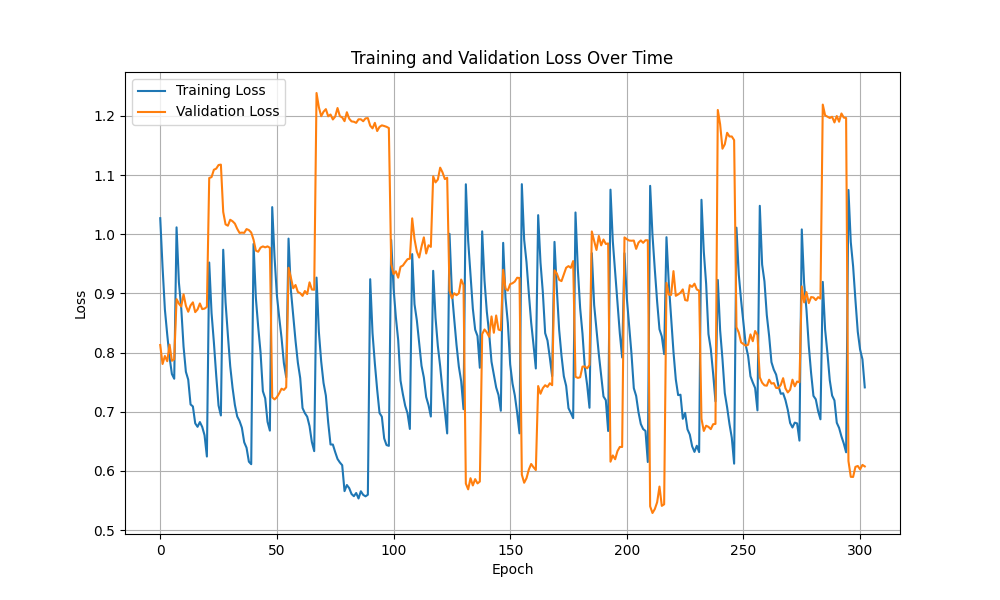 Training and Validation Loss Over Time
Training Loss
Validation Loss
1.2
1.1
1.0
0.9
0.8
0.7
0.6
0.5
Loss
0 50 100 150 200 250 300
Epoch